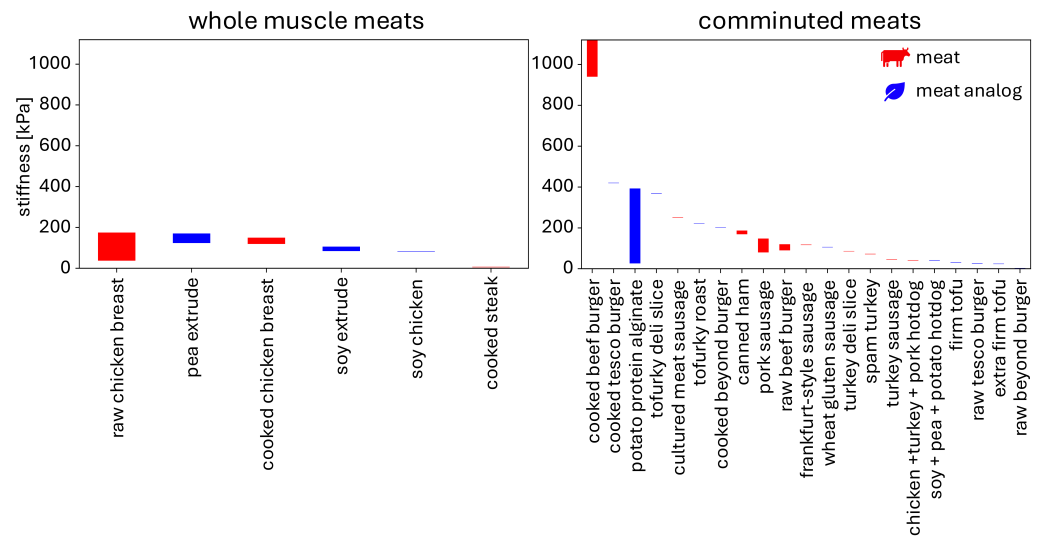 whole muscle meats
comminuted meats
stiffness [kPa]
1000
800
600
400
200
0
raw chicken breast
pea extrude
cooked chicken breast
soy extrude
soy chicken
cooked steak
1000
800
600
400
200
0
meat
meat analog
cooked beef burger
cooked tesco burger
potato protein alginate
tofurky deli slice
cultured meat sausage
tofurky roast
cooked beyond burger
canned ham
pork sausage
raw beef burger
frankfurt-style sausage
wheat gluten sausage
turkey deli slice
spam turkey
turkey sausage
chicken +turkey + pork hotdog
soy + pea + potato hotdog
firm tofu
raw tesco burger
extra firm tofu
raw beyond burger